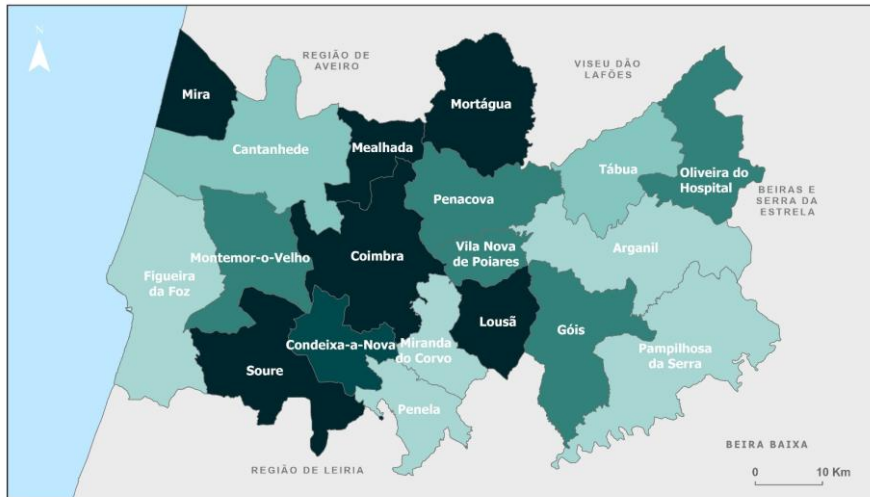 N
REGIÃO DE
AVEIRO
VISEU DÃO
LAFÕES
Mira
Mortágua
Cantanhede
Mealhada
Tábua
Oliveira do
Hospital
BEIRAS E
SERRA DA
ESTRELA
Penacova
Vila Nova
de Poiares
Arganil
Coimbra
Montemor-o-Velho
Figueira
da Foz
Lousã
Góis
Condeixa-a-Nova
Miranda
do Corvo
Pampilhosa
da Serra
Soure
Penela
REGIÃO DE LEIRIA
BEIRA BAIXA
0 10 Km